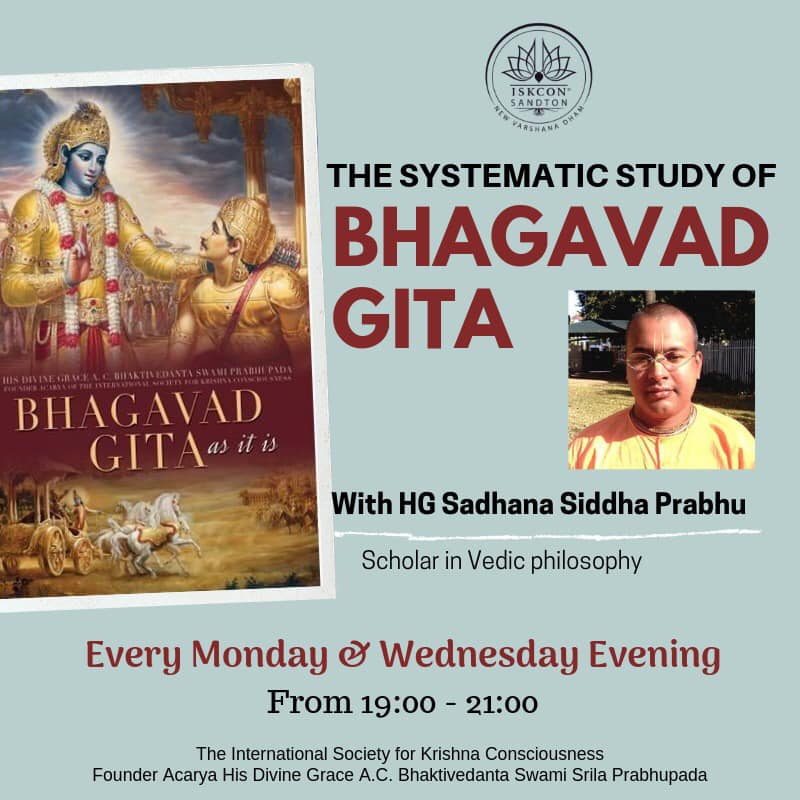 ISKCON®
SANDTON
NEW VARSHANA DHAM
THE SYSTEMATIC STUDY OF
BHAGAVAD
GITA
HIS DIVINE GRACE A. C. BHAKTIVEDANTA SWAMI PRABHUPADA
FOUNDER ACARYA OF THE INTERNATIONAL SOCIETY FOR KRISHNA CONSCIOUSNESS
BHAGAVAD
GITA as it is
With HG Sadhana Siddha Prabhu
Scholar in Vedic philosophy
Every Monday & Wednesday Evening
From 19:00 - 21:00
The International Society for Krishna Consciousness
Founder Acarya His Divine Grace A.C. Bhaktivedanta Swami Srila Prabhupada